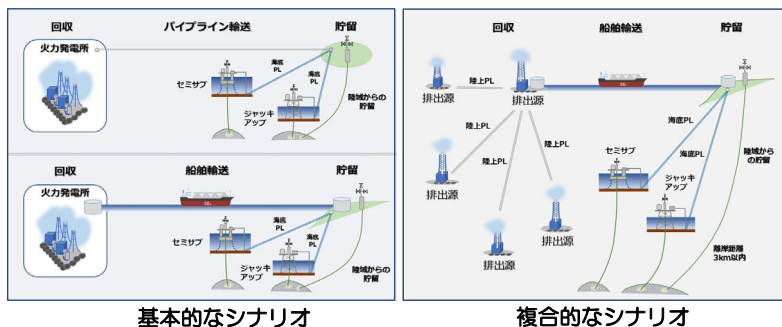 回収
パイプライン輸送
貯留
火力発電所
海底
PL
海底
PL
セミサブ
ジャッキ
アップ
陸域からの
貯留
回収
船舶輸送
貯留
火力発電所
CO₂
海底
PL
海底
PL
セミサブ
ジャッキ
アップ
陸域からの
貯留
基本的なシナリオ
回収
船舶輸送
貯留
陸上PL
排出源
排出源
陸上PL
陸上PL
陸上PL
排出源
排出源
排出源
海底PL
海底PL
セミサブ
ジャッキ
アップ
陸域から
の貯留
離岸距離
3km以内
複合的なシナリオ